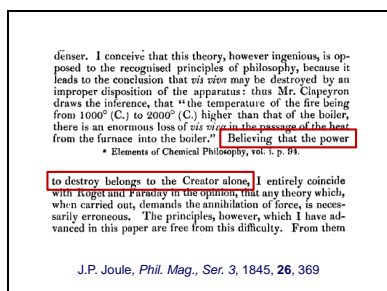 denser. I conceive that this theory, however ingenious, is op-
posed to the recognised principles of philosophy, because it
leads to the conclusion that vis viva may be destroyed by an
improper disposition of the apparatus: thus Mr. Clapeyron
draws the inference, that "the temperature of the fire being
from 1000° (C.) to 2000° (C.) higher than that of the boiler,
there is an enormous loss of vis viva in the passage of the heat
from the furnace into the boiler." Believing that the power
* Elements of Chemical Philosophy, vol. i. p. 94.
to destroy belongs to the Creator alone, I entirely coincide
with Roget and Faraday in the opinion, that any theory which,
when carried out, demands the annihilation of force, is neces-
sarily erroneous. The principles, however, which I have ad-
vanced in this paper are free from this difficulty. From them
J.P. Joule, Phil. Mag., Ser. 3, 1845, 26, 369